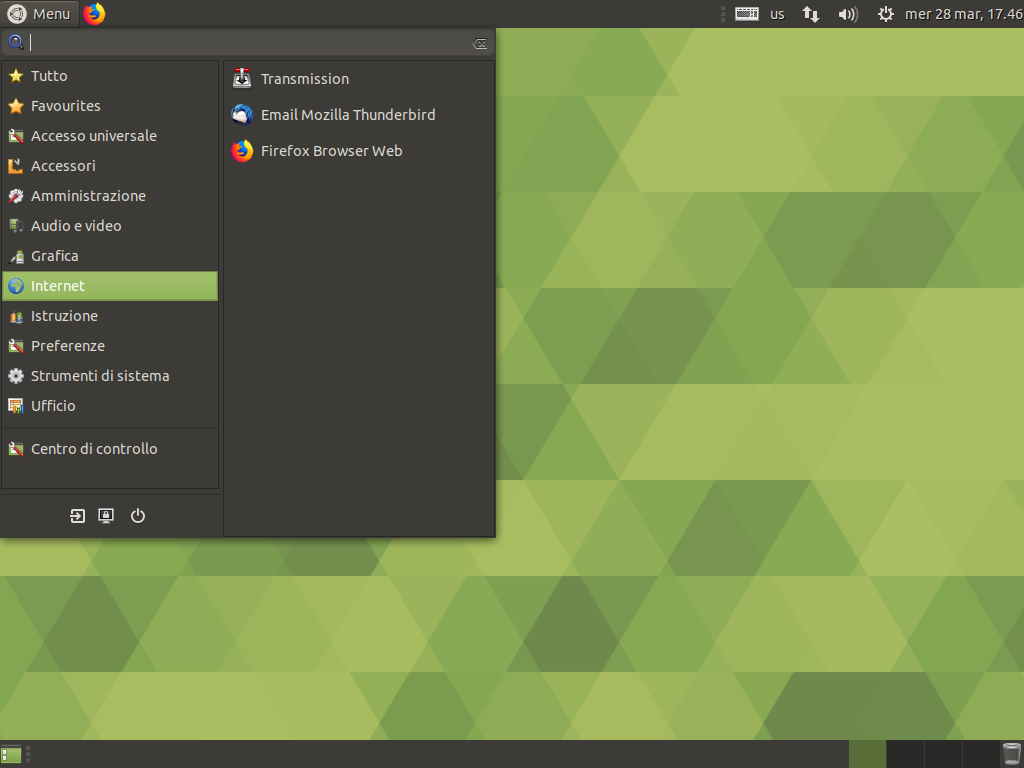 Menu
us
mer 28 mar, 17.46
Tutto
Favourites
Accesso universale
Accessori
Amministrazione
Audio e video
Grafica
Internet
Istruzione
Preferenze
Strumenti di sistema
Ufficio
Centro di controllo
Transmission
Email Mozilla Thunderbird
Firefox Browser Web